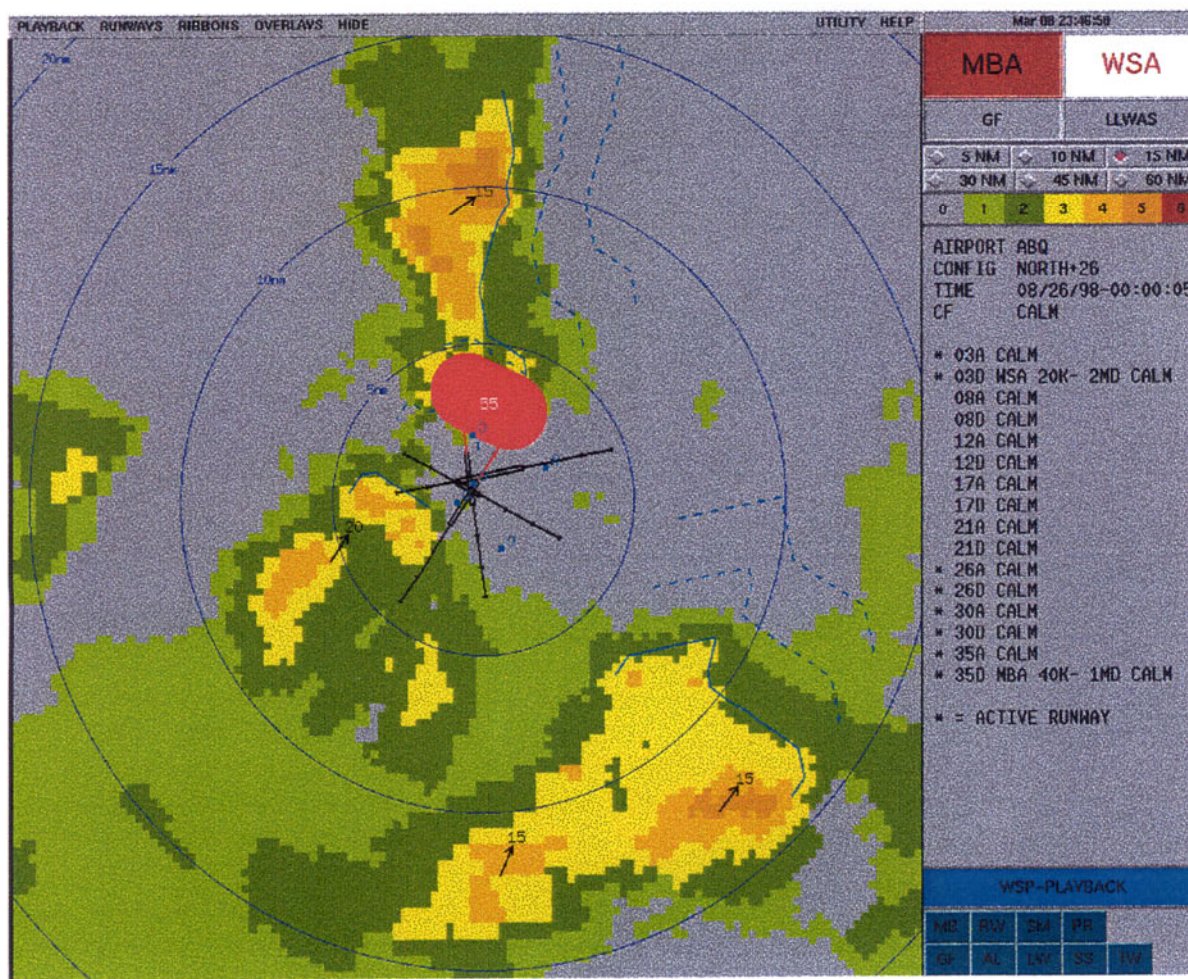 PLAYBACK RUNWAYS RIBBONS OVERLAYS HIDE UTILITY HELP
Mar 08 23:46:50
MBA WSA
GF LLWAS
5 NM 10 NM 15 NM
30 NM 45 NM 60 NM
0 1 2 3 4 5 6
AIRPORT ABQ
CONFIG NORTH+26
TIME 08/26/98-00:00:05
CF CALM
* 03A CALM
* 03D WSA 20K- 2MD CALM
08A CALM
08D CALM
12A CALM
12D CALM
17A CALM
17D CALM
21A CALM
21D CALM
* 26A CALM
* 26D CALM
* 30A CALM
* 30D CALM
* 35A CALM
* 35D MBA 40K- 1MD CALM
* = ACTIVE RUNWAY
WSP-PLAYBACK
MB RW SM PR
GF AL LW SS TW
20nm
15nm
15
10nm
5nm
20
15
15